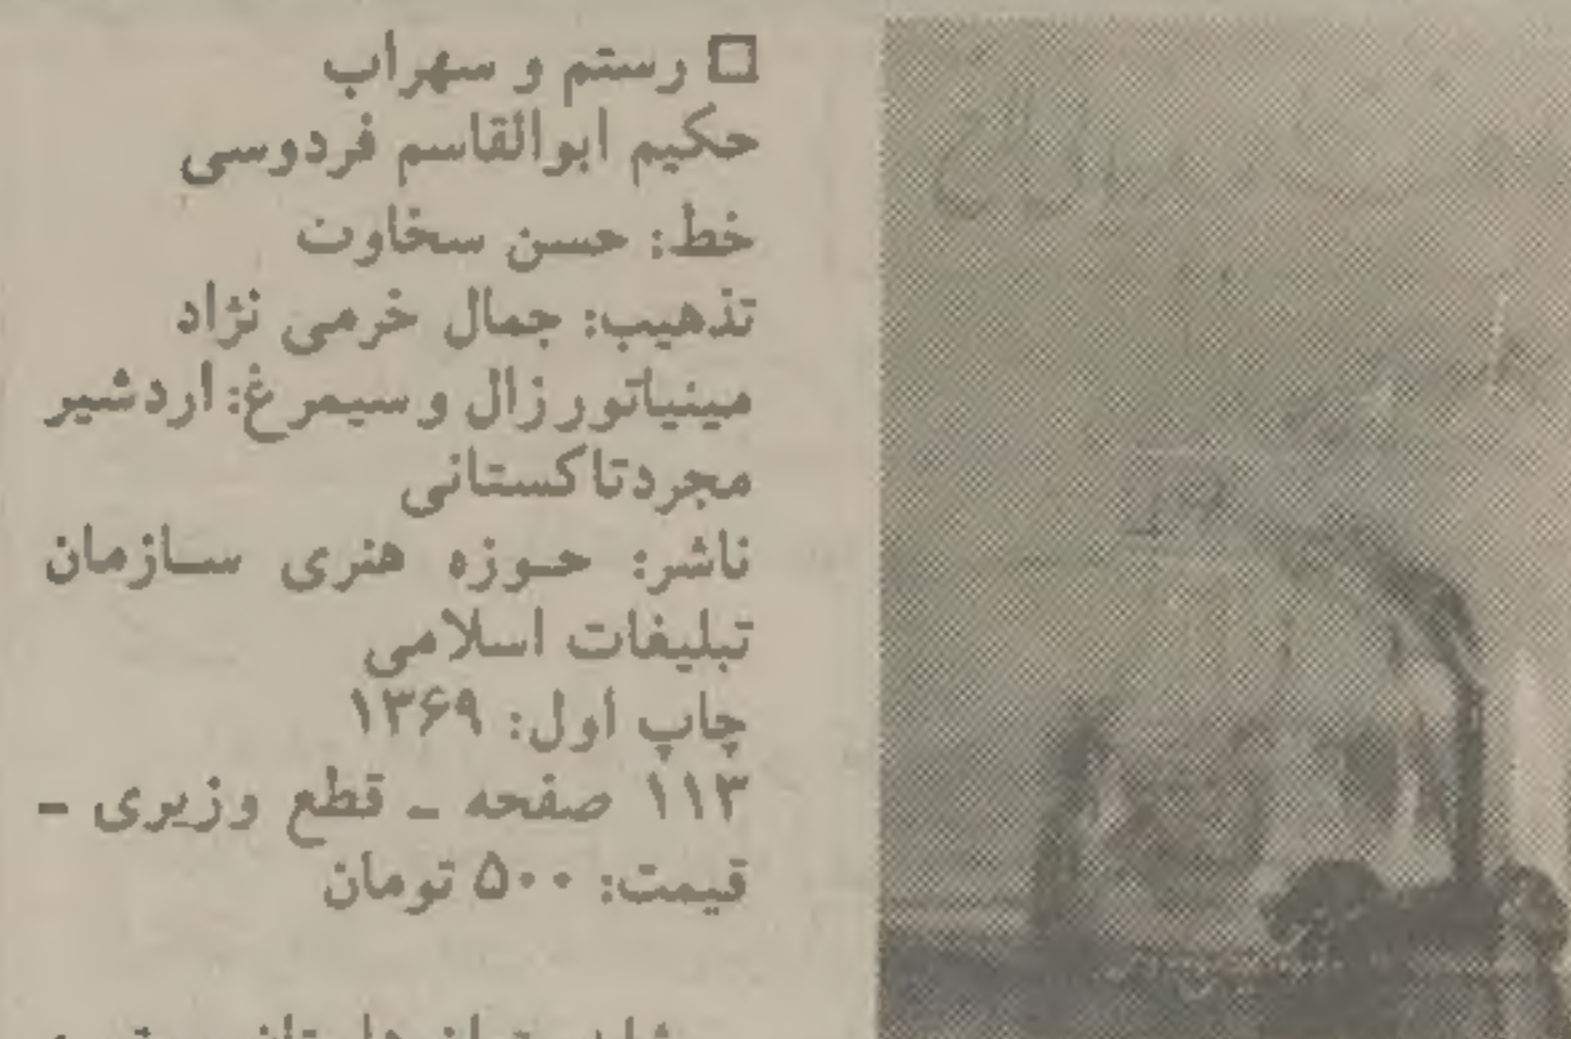 □ رستم و سهراب
حکیم ابوالقاسم فردوسی
خط: حسن سخاوت
تذهیب: جمال خرمی نژاد
مینیاتور زال و سیمرغ: اردشیر
مجردتاکستانی
ناشر: حوزه هنری سازمان
تبلیغات اسلامی
چاپ اول: ۱۳۶۹
۱۱۳ صفحه ـ قطع وزیری ـ
قیمت: ۵۰۰ تومان